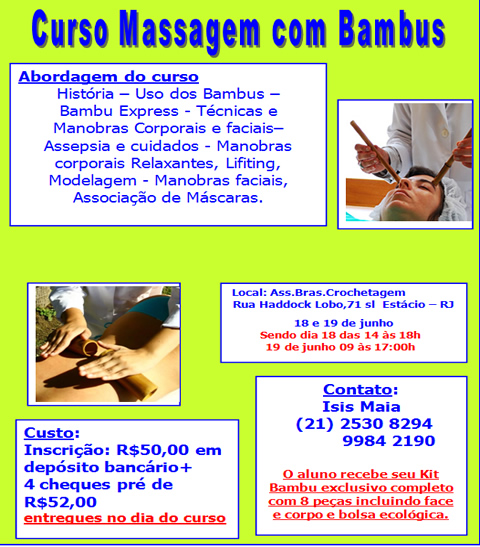 Curso Massagem com Bambus
Abordagem do curso
História – Uso dos Bambus –
Bambu Express - Técnicas e
Manobras Corporais e faciais–
Assepsia e cuidados - Manobras
corporais Relaxantes, Lifiting,
Modelagem - Manobras faciais,
Associação de Máscaras.
Local: Ass.Bras.Crochetagem
Rua Haddock Lobo,71 sl  Estácio – RJ
18 e 19 de junho
Sendo dia 18 das 14 às 18h
19 de junho 09 às 17:00h
Custo:
Inscrição: R$50,00 em
depósito bancário+
4 cheques pré de
R$52,00
entregues no dia do curso
Contato:
Isis Maia
(21) 2530 8294
9984 2190
O aluno recebe seu Kit
Bambu exclusivo completo
com 8 peças incluindo face
e corpo e bolsa ecológica.